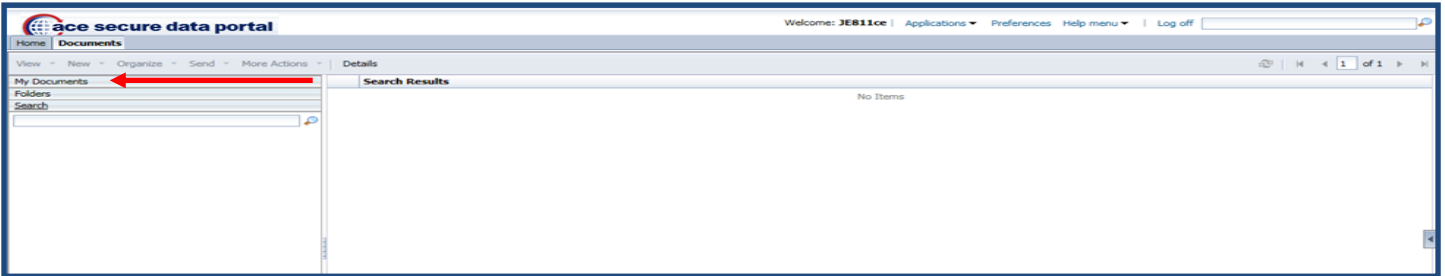 ace secure data portal
Welcome: JE811ce | Applications Preferences Help menu | Log off
Home Documents
View New Organize Send More Actions | Details 1 of 1
My Documents
Search Results
Folders
No Items
Search